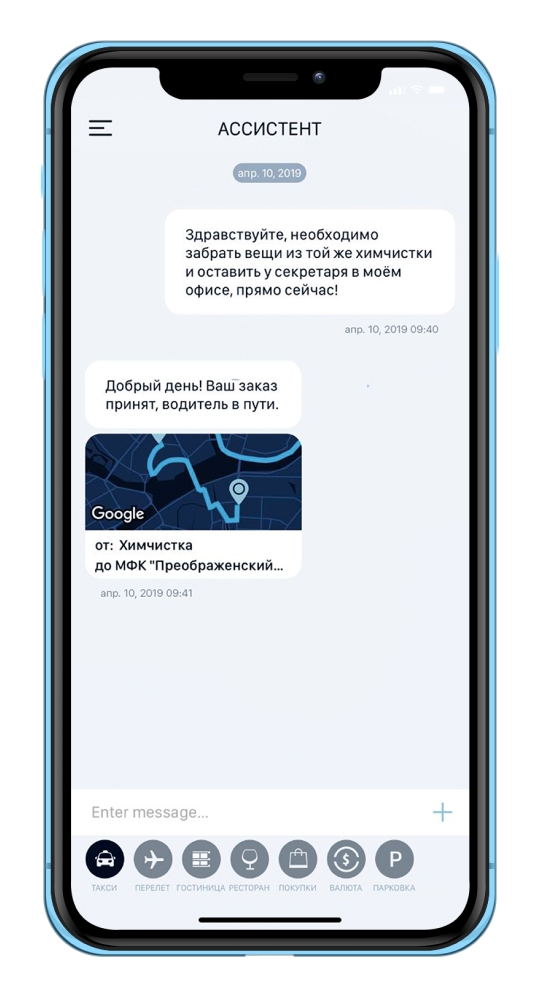 АССИСТЕНТ
апр. 10, 2019
Здравствуйте, необходимо
забрать вещи из той же химчистки
и оставить у секретаря в моём
офисе, прямо сейчас!
апр. 10, 2019 09:40
Добрый день! Ваш заказ
принят, водитель в пути.
Google
от: Химчистка
до МФК "Преображенский...
апр. 10, 2019 09:41
Enter message...
ТАКСИ ПЕРЕЛЕТ ГОСТИНИЦА РЕСТОРАН ПОКУПКИ ВАЛЮТА ПАРКОВКА